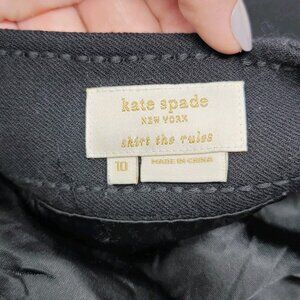 kate spade
NEW YORK
skirt the rules
10
MADE IN CHINA